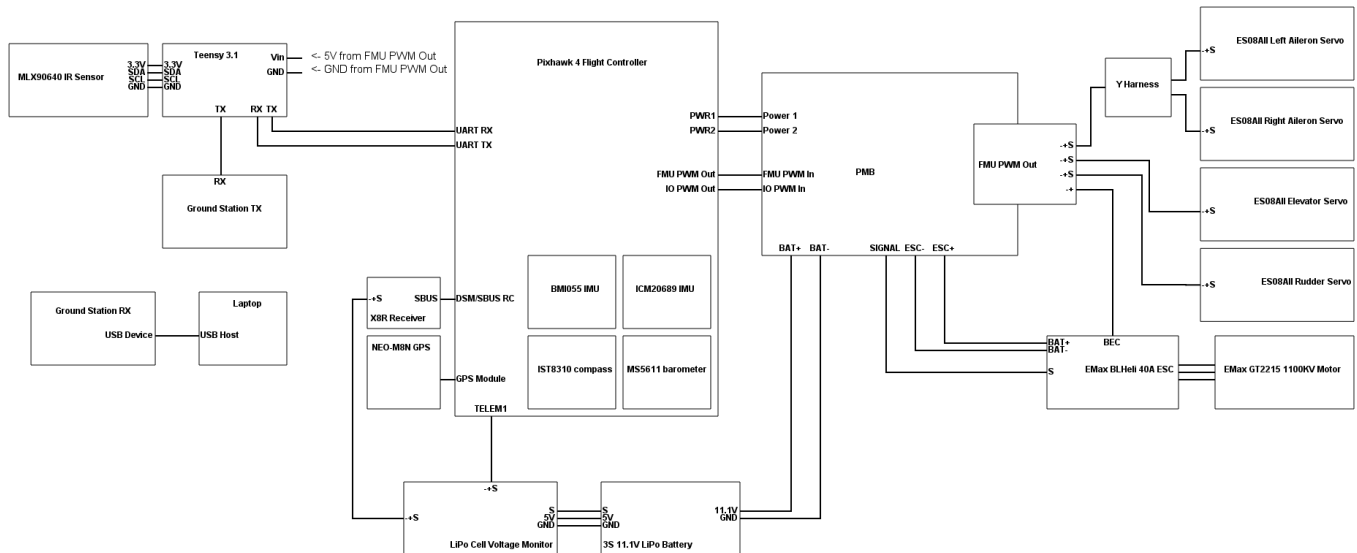 MLX90640 IR Sensor
3.3V
SDA
SCL
GND
Teensy 3.1
3.3V
SDA
SCL
GND
Vin
GND
TX
RX TX
<- 5V from FMU PWM Out
<- GND from FMU PWM Out
RX
Ground Station TX
Ground Station RX
USB Device
Laptop
USB Host
Pixhawk 4 Flight Controller
UART RX
UART TX
PWR1
PWR2
FMU PWM Out
IO PWM Out
DSM/SBUS RC
GPS Module
TELEM1
BMI055 IMU
ICM20689 IMU
IST8310 compass
MS5611 barometer
-+S
SBUS
X8R Receiver
NEO-M8N GPS
-+S
-+S
S
5V
GND
LiPo Cell Voltage Monitor
S
5V
GND
11.1V
GND
3S 11.1V LiPo Battery
Power 1
Power 2
FMU PWM In
IO PWM In
PMB
BAT+ BAT-
SIGNAL ESC- ESC+
FMU PWM Out
-+S
-+S
-+S
-+
Y Harness
-+S
ES08AII Left Aileron Servo
-+S
ES08AII Right Aileron Servo
-+S
ES08AII Elevator Servo
-+S
ES08AII Rudder Servo
BAT+
BAT-
S
BEC
EMax BLHeli 40A ESC
EMax GT2215 1100KV Motor